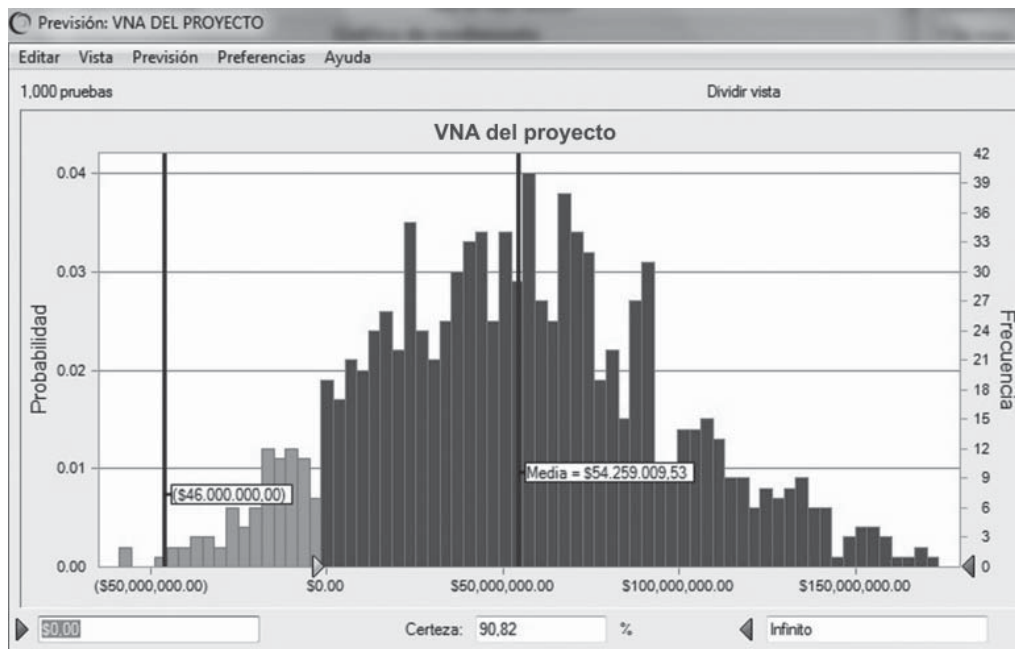 Previsión: VNA DEL PROYECTO
Editar Vista Previsión Preferencias Ayuda
1,000 pruebas
Dividir vista
VNA del proyecto
Probabilidad
0.04
0.03
0.02
0.01
0.00
42
39
36
33
30
27
24
21
18
15
12
9
6
3
0
Frecuencia
($46.000.000,00)
Media = $54.259.009,53
($50,000,000.00)
$0.00
$50,000,000.00
$100,000,000.00
$150,000,000.00
$0,00
Certeza: 90,82 %
Infinito